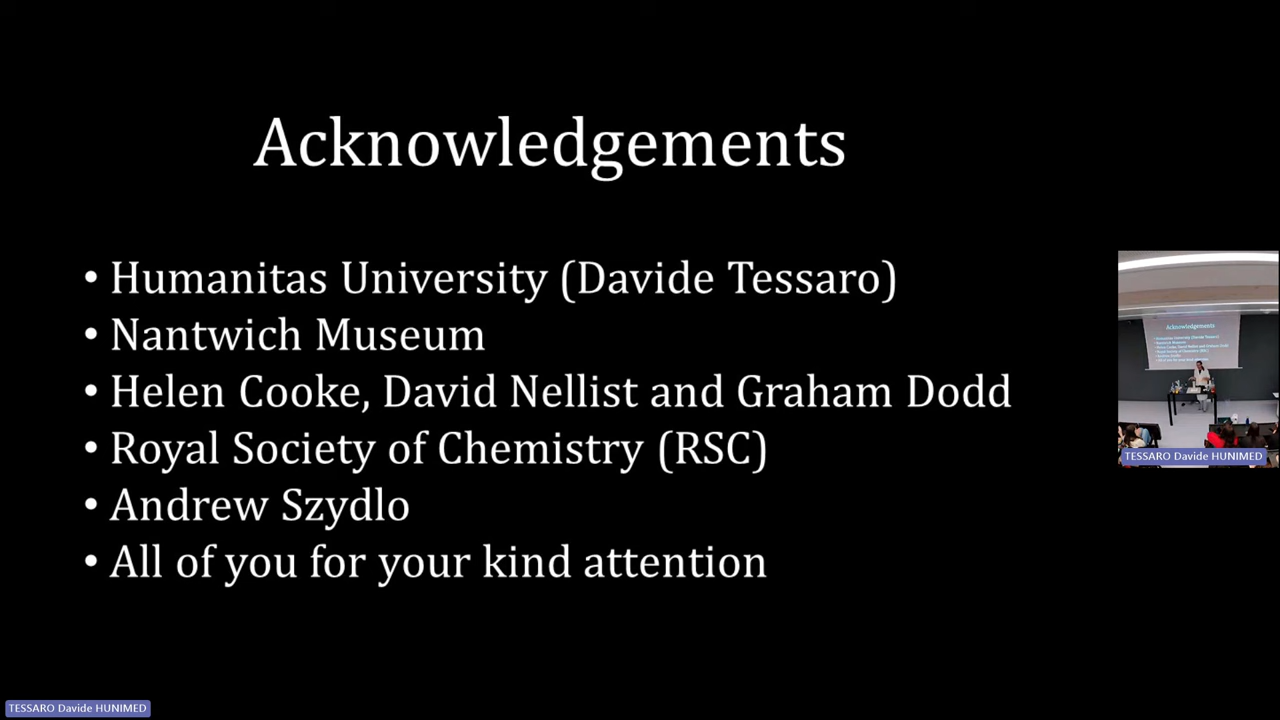 Acknowledgements
• Humanitas University (Davide Tessaro)
• Nantwich Museum
• Helen Cooke, David Nellist and Graham Dodd
• Royal Society of Chemistry (RSC)
• Andrew Szydlo
• All of you for your kind attention
Acknowledgements
TESSARO Davide HUNIMED
TESSARO Davide HUNIMED